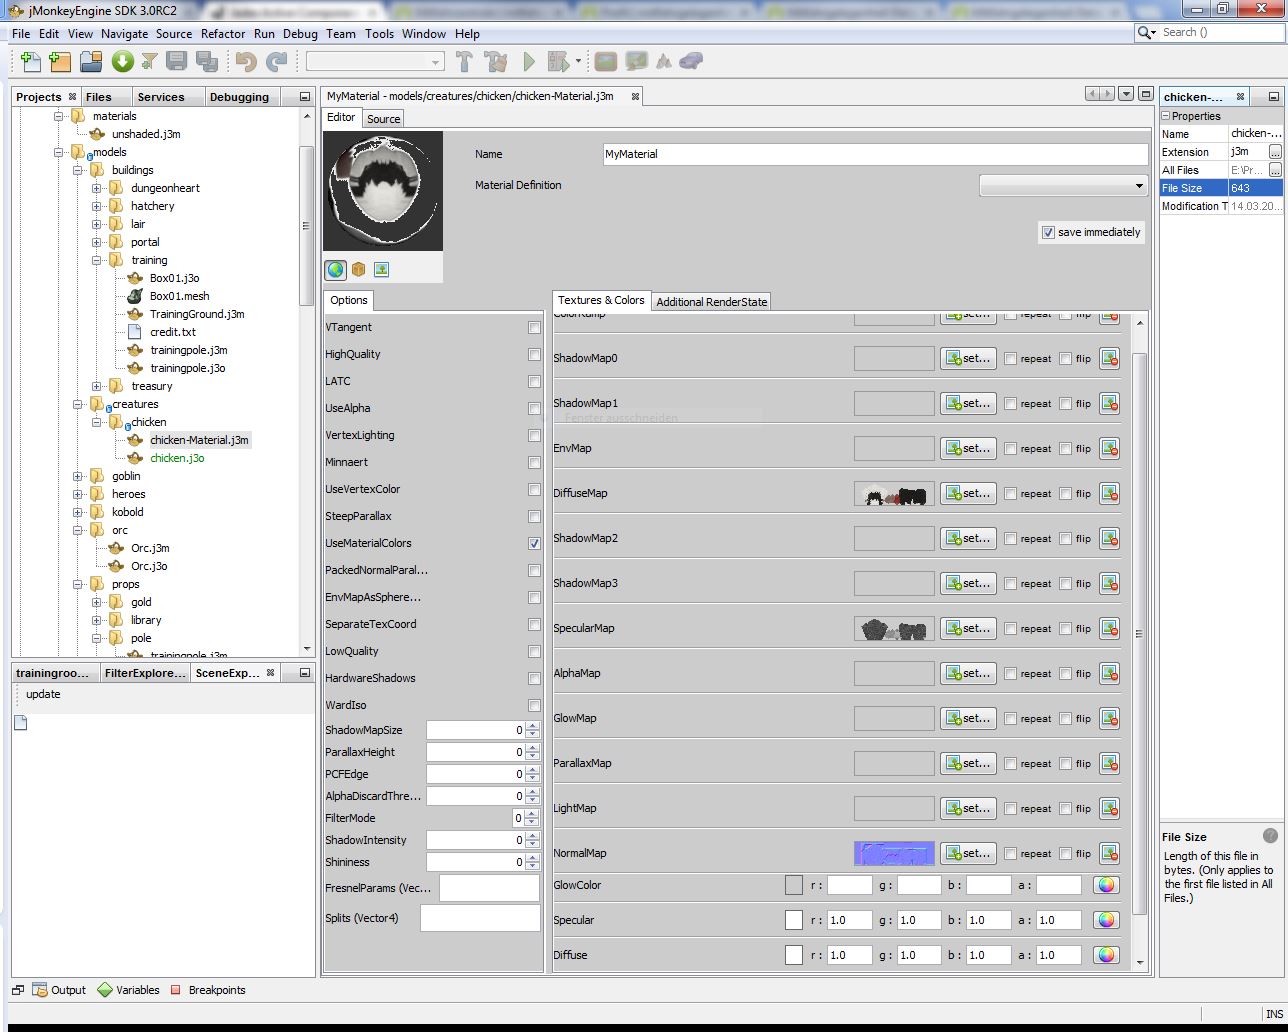 jMonkeyEngine SDK 3.0RC2
File Edit View Navigate Source Refactor Run Debug Team Tools Window Help
Search ()
Projects Files Services Debugging
materials
unshaded.j3m
models
buildings
dungeonheart
hatchery
lair
portal
training
Box01.j3o
Box01.mesh
TrainingGround.j3m
credit.txt
trainingpole.j3m
trainingpole.j3o
treasury
creatures
chicken
chicken-Material.j3m
chicken.j3o
goblin
heroes
kobold
orc
Orc.j3m
Orc.j3o
props
gold
library
pole
trainingpole.j3m
trainingroo... FilterExplore... SceneExp...
update
MyMaterial - models/creatures/chicken/chicken-Material.j3m
Editor Source
Name MyMaterial
Material Definition
save immediately
Options
VTangent
HighQuality
LATC
UseAlpha
VertexLighting
Minnaert
UseVertexColor
SteepParallax
UseMaterialColors
PackedNormalParal...
EnvMapAsSphere...
SeparateTexCoord
LowQuality
HardwareShadows
WardIso
ShadowMapSize 0
ParallaxHeight 0
PCFEdge 0
AlphaDiscardThre... 0
FilterMode 0
ShadowIntensity 0
Shininess 0
FresnelParams (Vec...
Splits (Vector4)
Textures & Colors Additional RenderState
ColorRamp set... repeat flip
ShadowMap0 set... repeat flip
ShadowMap1 set... repeat flip
Fenster ausschneiden
EnvMap set... repeat flip
DiffuseMap set... repeat flip
ShadowMap2 set... repeat flip
ShadowMap3 set... repeat flip
SpecularMap set... repeat flip
AlphaMap set... repeat flip
GlowMap set... repeat flip
ParallaxMap set... repeat flip
LightMap set... repeat flip
NormalMap set... repeat flip
GlowColor r : g : b : a :
Specular r : 1.0 g : 1.0 b : 1.0 a : 1.0
Diffuse r : 1.0 g : 1.0 b : 1.0 a : 1.0
chicken-...
Properties
Name chicken-...
Extension j3m ...
All Files E:\Pr... ...
File Size 643
Modification T 14.03.20...
File Size
Length of this file in
bytes. (Only applies to
the first file listed in All
Files.)
Output Variables Breakpoints
INS